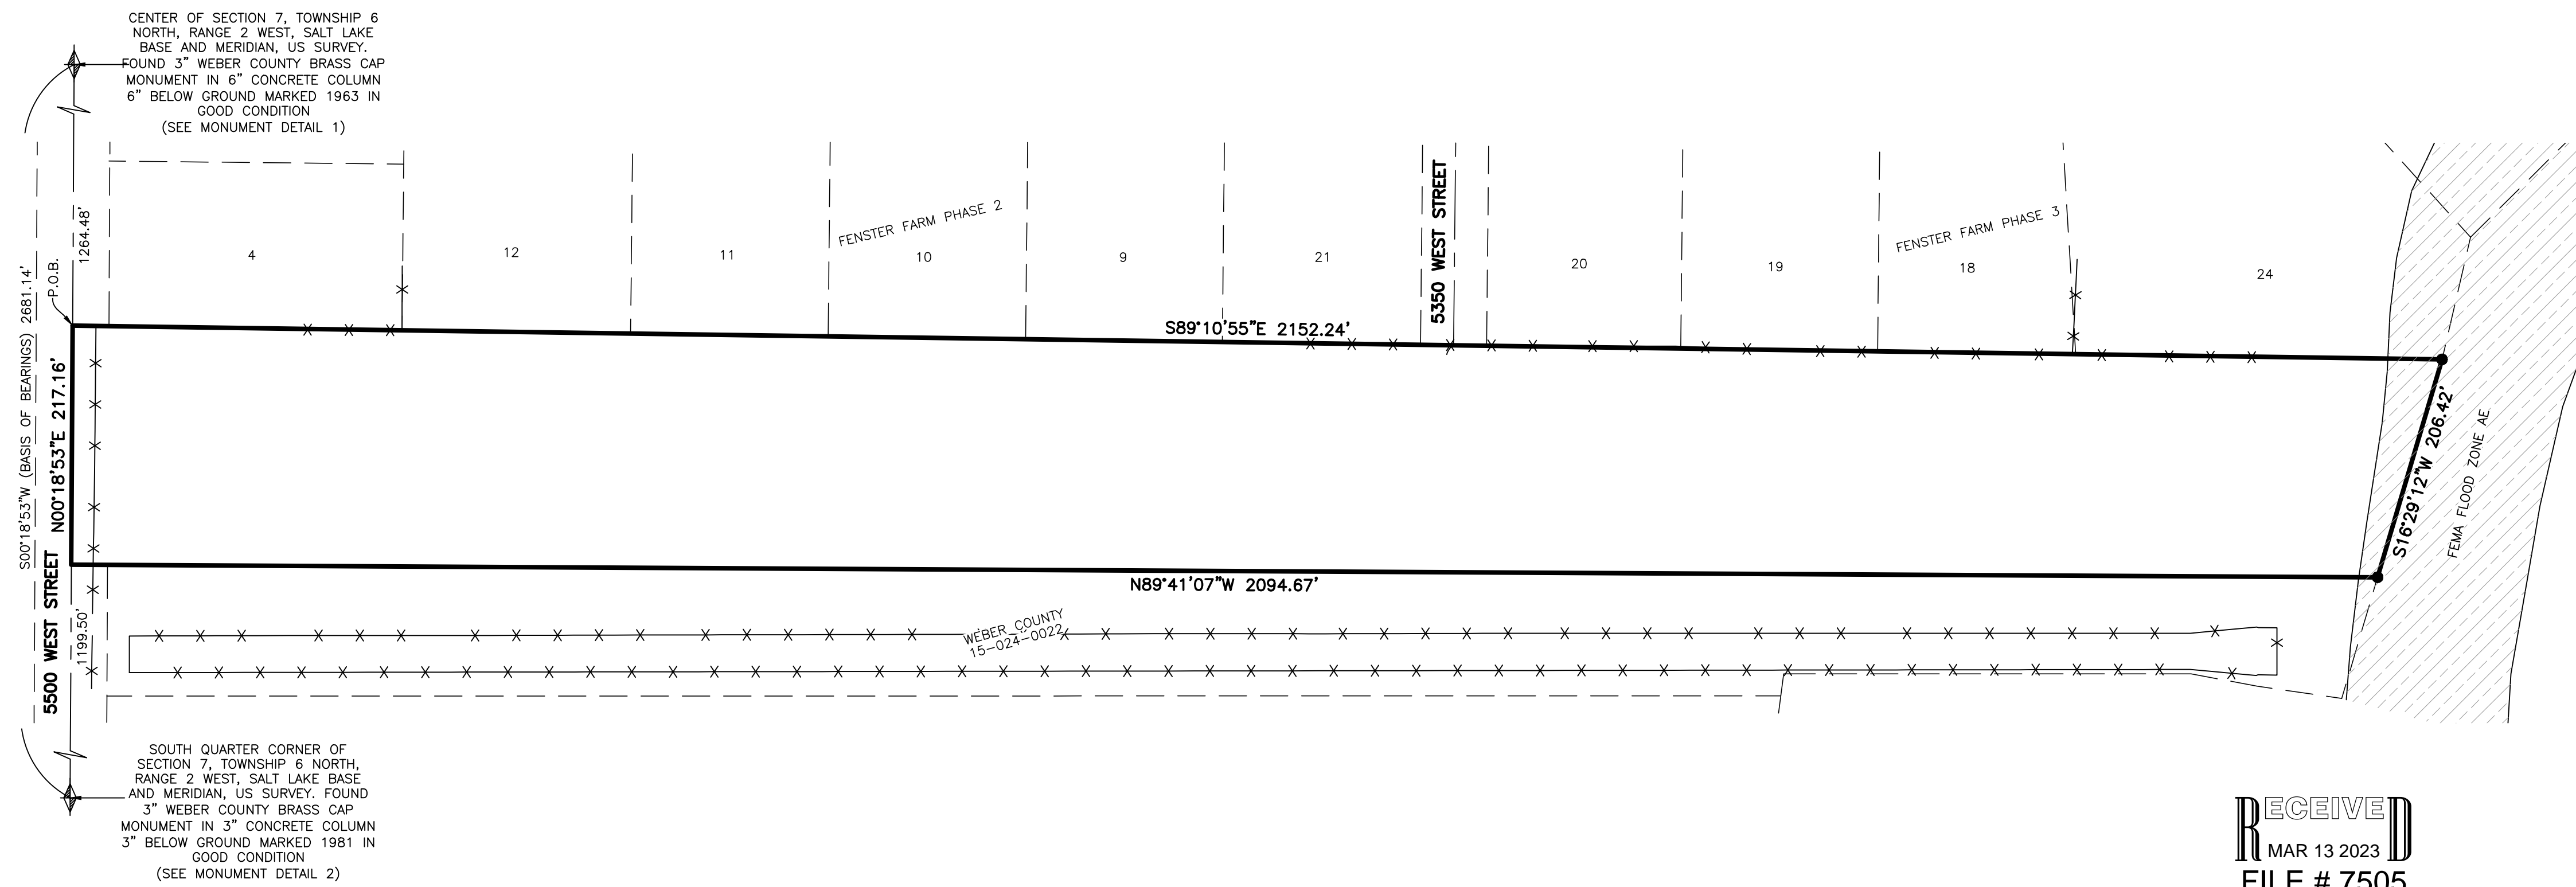 CENTER OF SECTION 7, TOWNSHIP 6
NORTH, RANGE 2 WEST, SALT LAKE
BASE AND MERIDIAN, US SURVEY.
FOUND 3" WEBER COUNTY BRASS CAP
MONUMENT IN 6" CONCRETE COLUMN
6" BELOW GROUND MARKED 1963 IN
GOOD CONDITION
(SEE MONUMENT DETAIL 1)
1264.48'
P.O.B.
S00°18'53"W (BASIS OF BEARINGS) 2681.14'
N00°18'53"E 217.16'
5500 WEST STREET
1199.50'
4
12
11
FENSTER FARM PHASE 2
10
9
21
5350 WEST STREET
20
19
FENSTER FARM PHASE 3
18
24
S89°10'55"E 2152.24'
S16°29'12"W 206.42'
FEMA FLOOD ZONE AE
N89°41'07"W 2094.67'
WEBER COUNTY
15-024-0022
SOUTH QUARTER CORNER OF
SECTION 7, TOWNSHIP 6 NORTH,
RANGE 2 WEST, SALT LAKE BASE
AND MERIDIAN, US SURVEY. FOUND
3" WEBER COUNTY BRASS CAP
MONUMENT IN 3" CONCRETE COLUMN
3" BELOW GROUND MARKED 1981 IN
GOOD CONDITION
(SEE MONUMENT DETAIL 2)
RECEIVED
MAR 13 2023
FILE # 7505